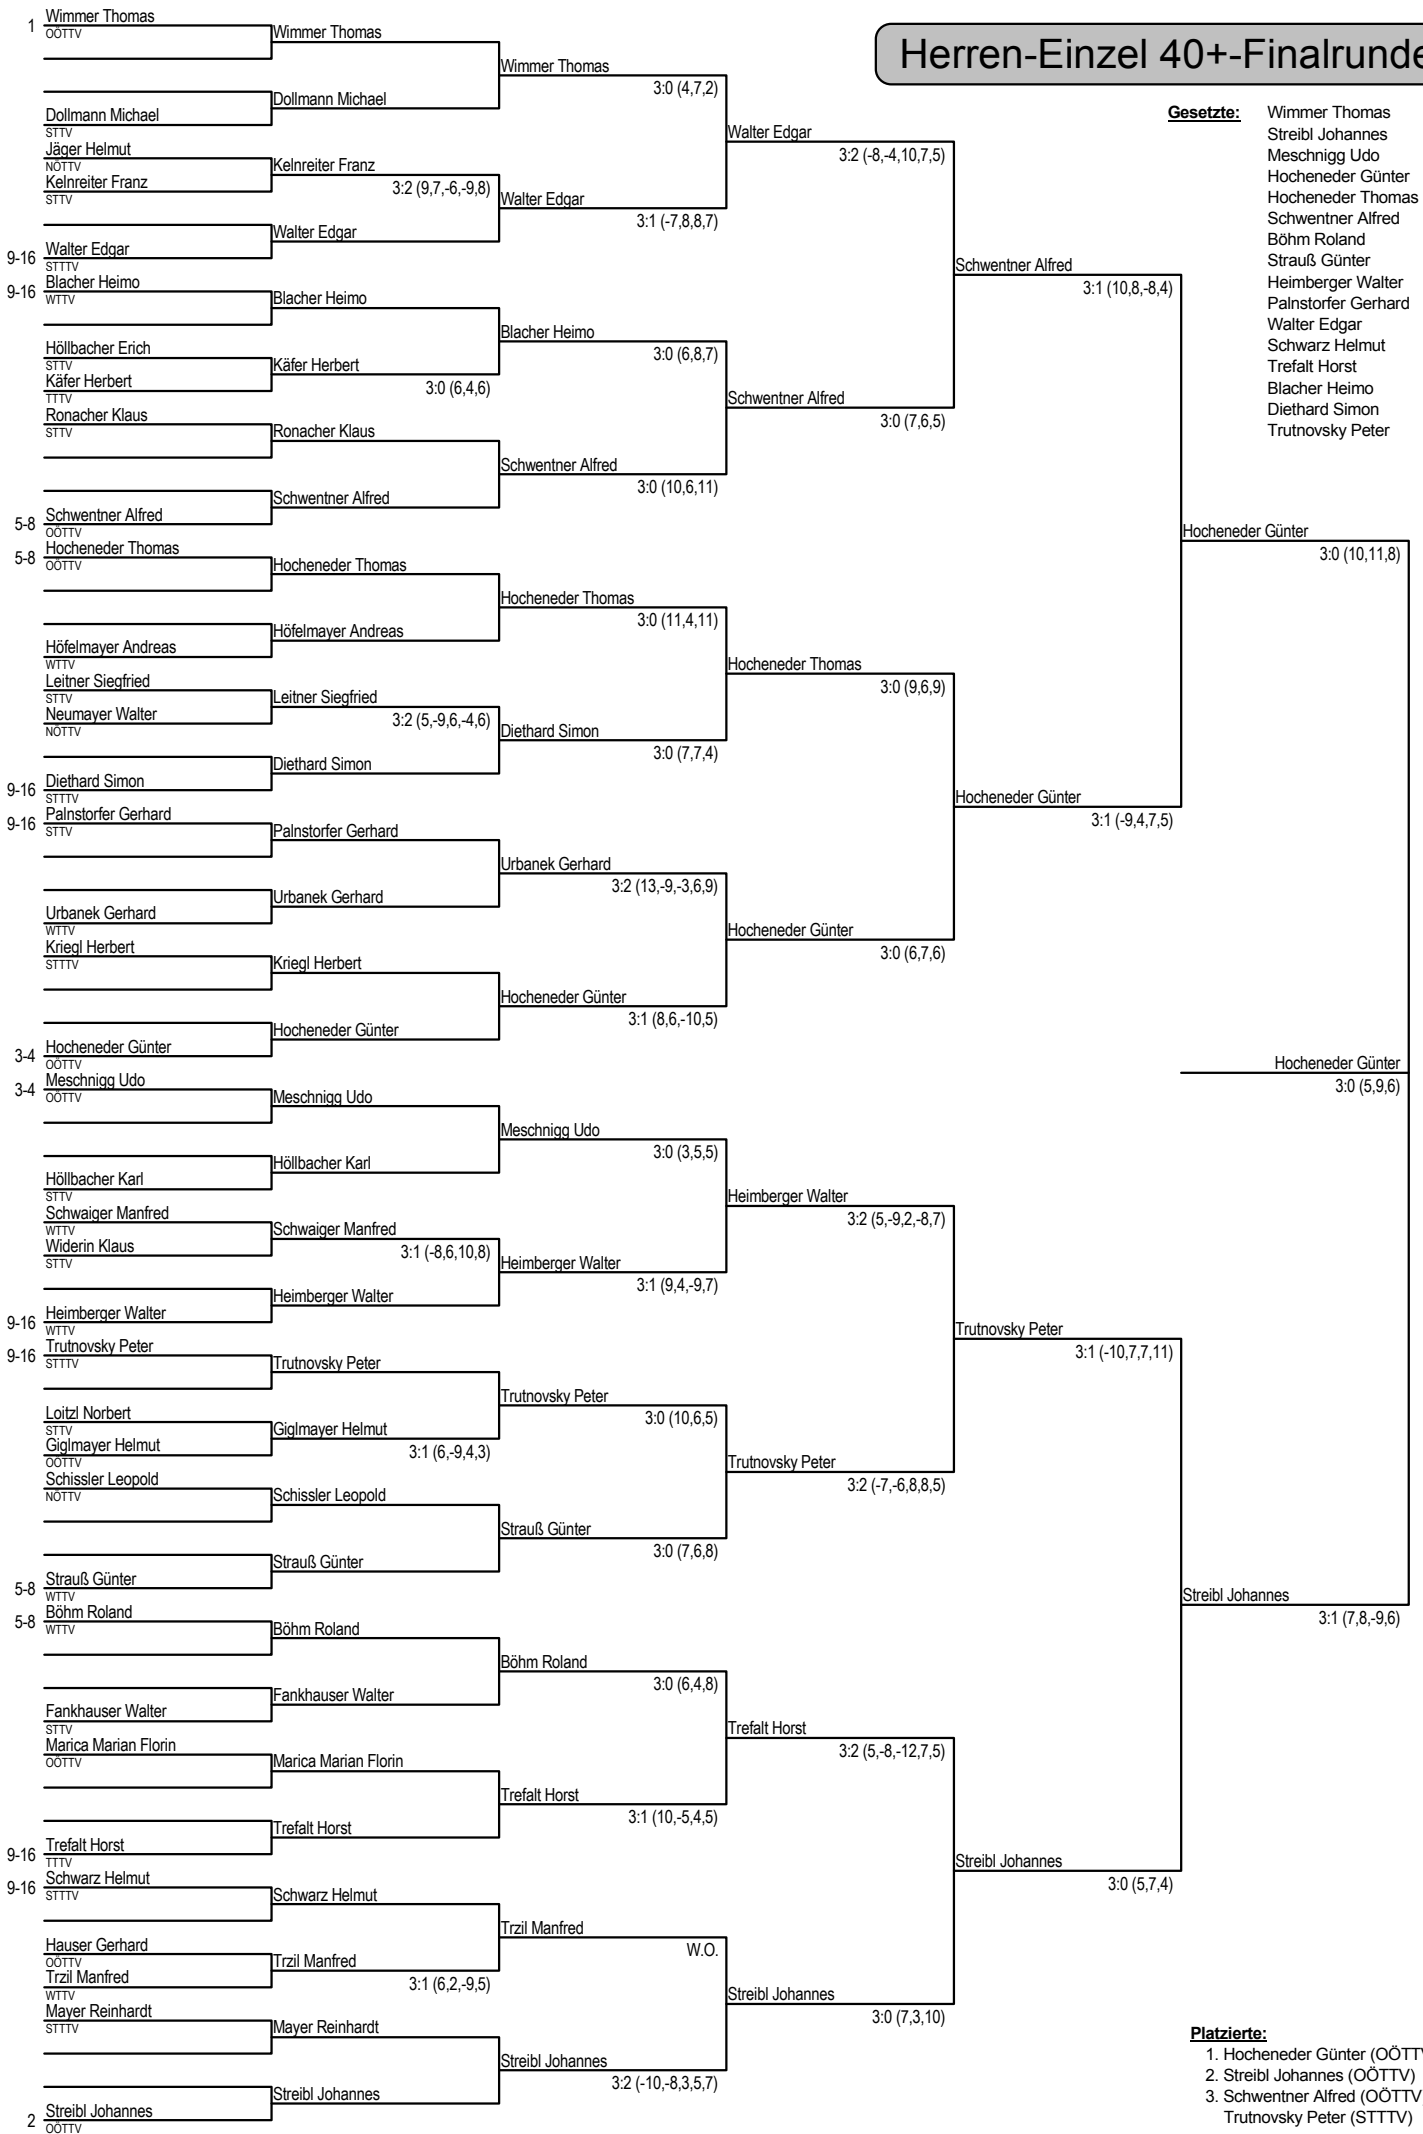 Herren-Einzel 40+-Finalrunde
Gesetzte:
Wimmer Thomas
Streibl Johannes
Meschnigg Udo
Hocheneder Günter
Hocheneder Thomas
Schwentner Alfred
Böhm Roland
Strauß Günter
Heimberger Walter
Palnstorfer Gerhard
Walter Edgar
Schwarz Helmut
Trefalt Horst
Blacher Heimo
Diethard Simon
Trutnovsky Peter
1 Wimmer Thomas
OÖTTV
Dollmann Michael
STTV
Jäger Helmut
NÖTTV
Kelnreiter Franz
STTV
9-16 Walter Edgar
STTTV
9-16 Blacher Heimo
WTTV
Höllbacher Erich
STTV
Käfer Herbert
TTTV
Ronacher Klaus
STTV
5-8 Schwentner Alfred
OÖTTV
5-8 Hocheneder Thomas
OÖTTV
Höfelmayer Andreas
WTTV
Leitner Siegfried
STTV
Neumayer Walter
NÖTTV
9-16 Diethard Simon
STTTV
9-16 Palnstorfer Gerhard
STTV
Urbanek Gerhard
WTTV
Kriegl Herbert
STTTV
3-4 Hocheneder Günter
OÖTTV
3-4 Meschnigg Udo
OÖTTV
Höllbacher Karl
STTV
Schwaiger Manfred
WTTV
Widerin Klaus
STTV
9-16 Heimberger Walter
WTTV
9-16 Trutnovsky Peter
STTTV
Loitzl Norbert
STTV
Giglmayer Helmut
OÖTTV
Schissler Leopold
NÖTTV
5-8 Strauß Günter
WTTV
5-8 Böhm Roland
WTTV
Fankhauser Walter
STTV
Marica Marian Florin
OÖTTV
9-16 Trefalt Horst
TTTV
9-16 Schwarz Helmut
STTTV
Hauser Gerhard
OÖTTV
Trzil Manfred
WTTV
Mayer Reinhardt
STTTV
2 Streibl Johannes
OÖTTV
Wimmer Thomas
Dollmann Michael
Kelnreiter Franz
3:2 (9,7,-6,-9,8)
Walter Edgar
Blacher Heimo
Käfer Herbert
3:0 (6,4,6)
Ronacher Klaus
Schwentner Alfred
Hocheneder Thomas
Höfelmayer Andreas
Leitner Siegfried
3:2 (5,-9,6,-4,6)
Diethard Simon
Palnstorfer Gerhard
Urbanek Gerhard
Kriegl Herbert
Hocheneder Günter
Meschnigg Udo
Höllbacher Karl
Schwaiger Manfred
3:1 (-8,6,10,8)
Heimberger Walter
Trutnovsky Peter
Giglmayer Helmut
3:1 (6,-9,4,3)
Schissler Leopold
Strauß Günter
Böhm Roland
Fankhauser Walter
Marica Marian Florin
Trefalt Horst
Schwarz Helmut
Trzil Manfred
3:1 (6,2,-9,5)
Mayer Reinhardt
Streibl Johannes
Wimmer Thomas
3:0 (4,7,2)
Walter Edgar
3:1 (-7,8,8,7)
Blacher Heimo
3:0 (6,8,7)
Schwentner Alfred
3:0 (10,6,11)
Hocheneder Thomas
3:0 (11,4,11)
Diethard Simon
3:0 (7,7,4)
Urbanek Gerhard
3:2 (13,-9,-3,6,9)
Hocheneder Günter
3:1 (8,6,-10,5)
Meschnigg Udo
3:0 (3,5,5)
Heimberger Walter
3:1 (9,4,-9,7)
Trutnovsky Peter
3:0 (10,6,5)
Strauß Günter
3:0 (7,6,8)
Böhm Roland
3:0 (6,4,8)
Trefalt Horst
3:1 (10,-5,4,5)
Trzil Manfred
W.O.
Streibl Johannes
3:2 (-10,-8,3,5,7)
Walter Edgar
3:2 (-8,-4,10,7,5)
Schwentner Alfred
3:0 (7,6,5)
Hocheneder Thomas
3:0 (9,6,9)
Hocheneder Günter
3:0 (6,7,6)
Heimberger Walter
3:2 (5,-9,2,-8,7)
Trutnovsky Peter
3:2 (-7,-6,8,8,5)
Trefalt Horst
3:2 (5,-8,-12,7,5)
Streibl Johannes
3:0 (7,3,10)
Schwentner Alfred
3:1 (10,8,-8,4)
Hocheneder Günter
3:1 (-9,4,7,5)
Trutnovsky Peter
3:1 (-10,7,7,11)
Streibl Johannes
3:0 (5,7,4)
Hocheneder Günter
3:0 (10,11,8)
Streibl Johannes
3:1 (7,8,-9,6)
Hocheneder Günter
3:0 (5,9,6)
Platzierte:
1. Hocheneder Günter (OÖTTV
2. Streibl Johannes (OÖTTV)
3. Schwentner Alfred (OÖTTV
Trutnovsky Peter (STTTV)